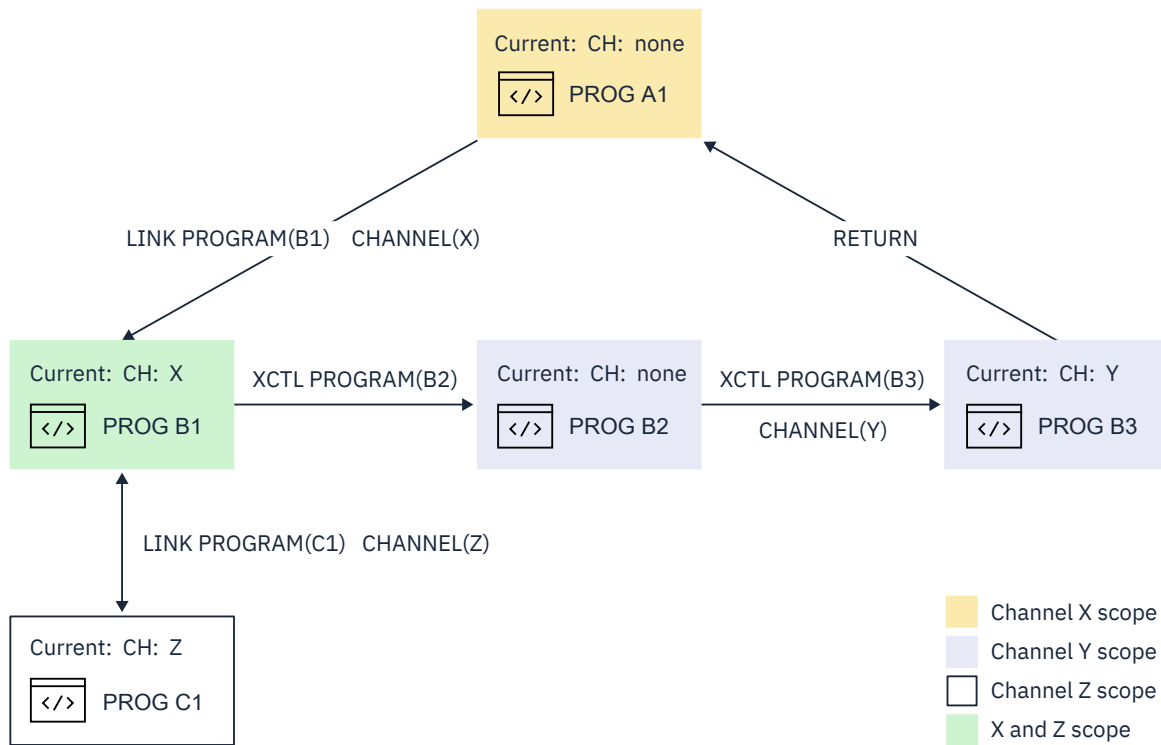 Current: CH: none
</>
PROG A1
LINK PROGRAM(B1) CHANNEL(X)
RETURN
Current: CH: X
</>
PROG B1
XCTL PROGRAM(B2)
Current: CH: none
</>
PROG B2
XCTL PROGRAM(B3)
CHANNEL(Y)
Current: CH: Y
</>
PROG B3
LINK PROGRAM(C1) CHANNEL(Z)
Current: CH: Z
</>
PROG C1
Channel X scope
Channel Y scope
Channel Z scope
X and Z scope